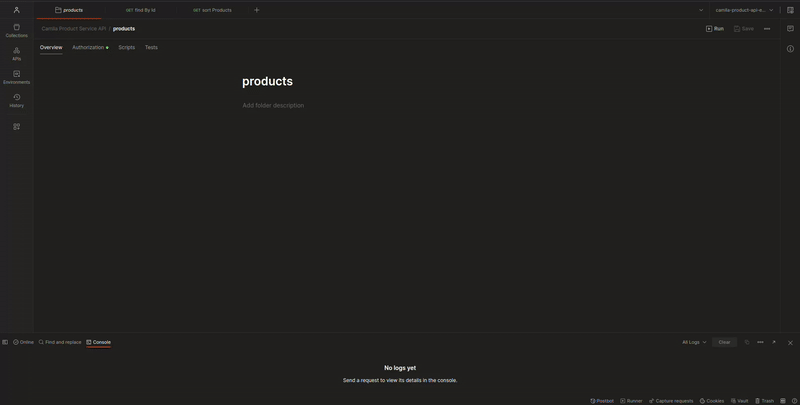 products
GET find By Id
GET sort Products
camila-product-api-e...
Camila Product Service API / products
Run
Save
Overview
Authorization
Scripts
Tests
Collections
APIs
Environments
History
products
Add folder description
Online
Find and replace
Console
All Logs
Clear
No logs yet
Send a request to view its details in the console.
Postbot
Runner
Capture requests
Cookies
Vault
Trash